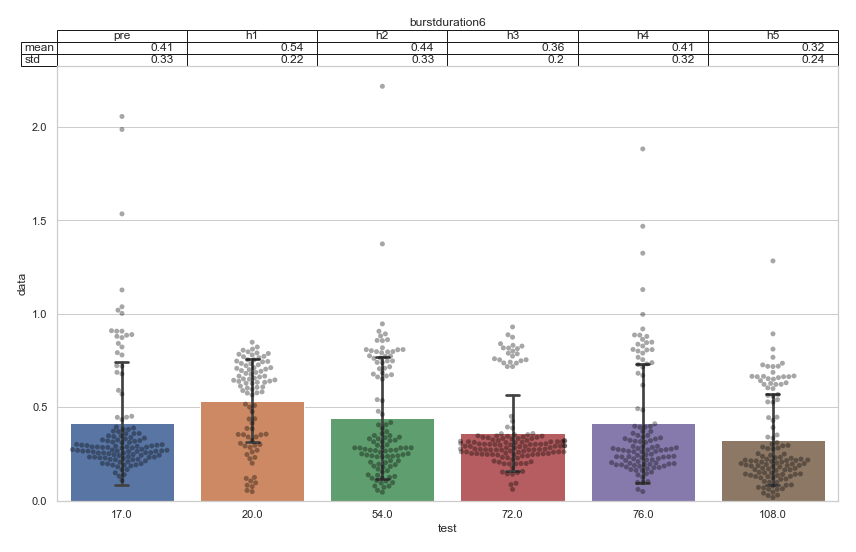 burstduration6
pre h1 h2 h3 h4 h5
mean 0.41 0.54 0.44 0.36 0.41 0.32
std 0.33 0.22 0.33 0.2 0.32 0.24
2.0
1.5
1.0
0.5
0.0
data
17.0 20.0 54.0 72.0 76.0 108.0
test